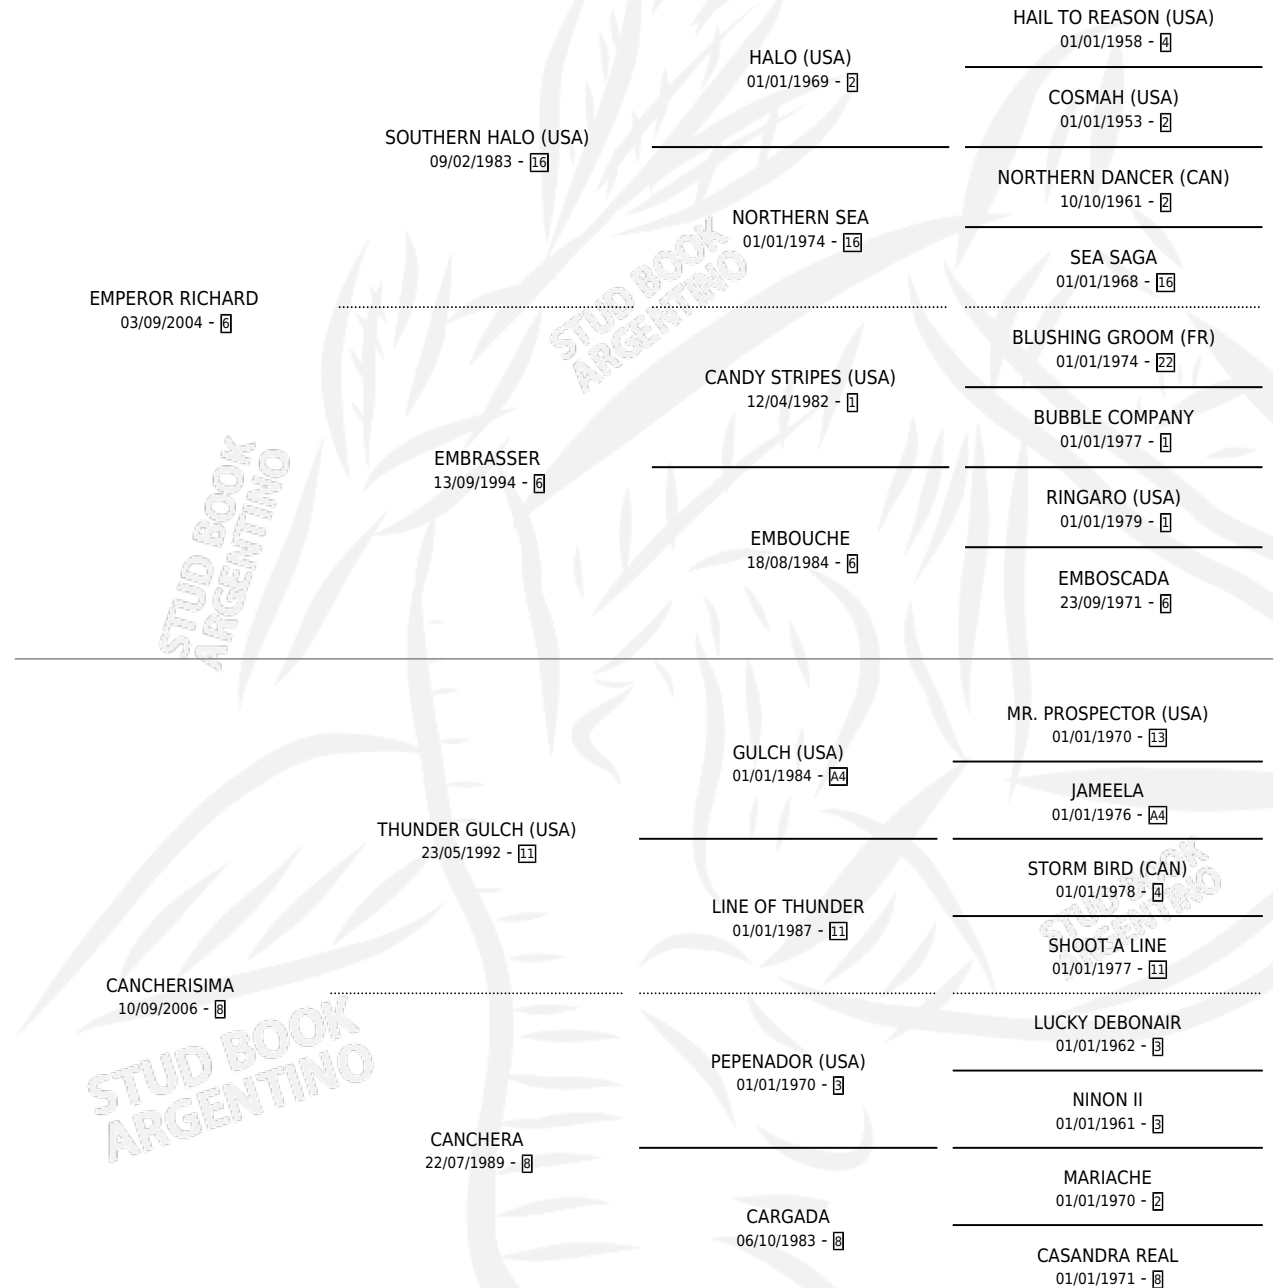 HAIL TO REASON (USA)
01/01/1958 - 4
HALO (USA)
01/01/1969 - 2
COSMAH (USA)
01/01/1953 - 2
SOUTHERN HALO (USA)
09/02/1983 - 16
NORTHERN DANCER (CAN)
10/10/1961 - 2
NORTHERN SEA
01/01/1974 - 16
SEA SAGA
01/01/1968 - 16
EMPEROR RICHARD
03/09/2004 - 6
BLUSHING GROOM (FR)
01/01/1974 - 22
CANDY STRIPES (USA)
12/04/1982 - 1
BUBBLE COMPANY
01/01/1977 - 1
EMBRASSER
13/09/1994 - 6
RINGARO (USA)
01/01/1979 - 1
EMBOUCHE
18/08/1984 - 6
EMBOSCADA
23/09/1971 - 6
MR. PROSPECTOR (USA)
01/01/1970 - 13
GULCH (USA)
01/01/1984 - A4
JAMEELA
01/01/1976 - A4
THUNDER GULCH (USA)
23/05/1992 - 11
STORM BIRD (CAN)
01/01/1978 - 4
LINE OF THUNDER
01/01/1987 - 11
SHOOT A LINE
01/01/1977 - 11
CANCHERISIMA
10/09/2006 - 8
LUCKY DEBONAIR
01/01/1962 - 3
PEPENADOR (USA)
01/01/1970 - 3
NINON II
01/01/1961 - 3
CANCHERA
22/07/1989 - 8
MARIACHE
01/01/1970 - 2
CARGADA
06/10/1983 - 8
CASANDRA REAL
01/01/1971 - 8
STUD BOOK
ARGENTINO
STUD BOOK
ARGENTINO
STUD BOOK
ARGENTINO
STUD BOOK
ARGENTINO